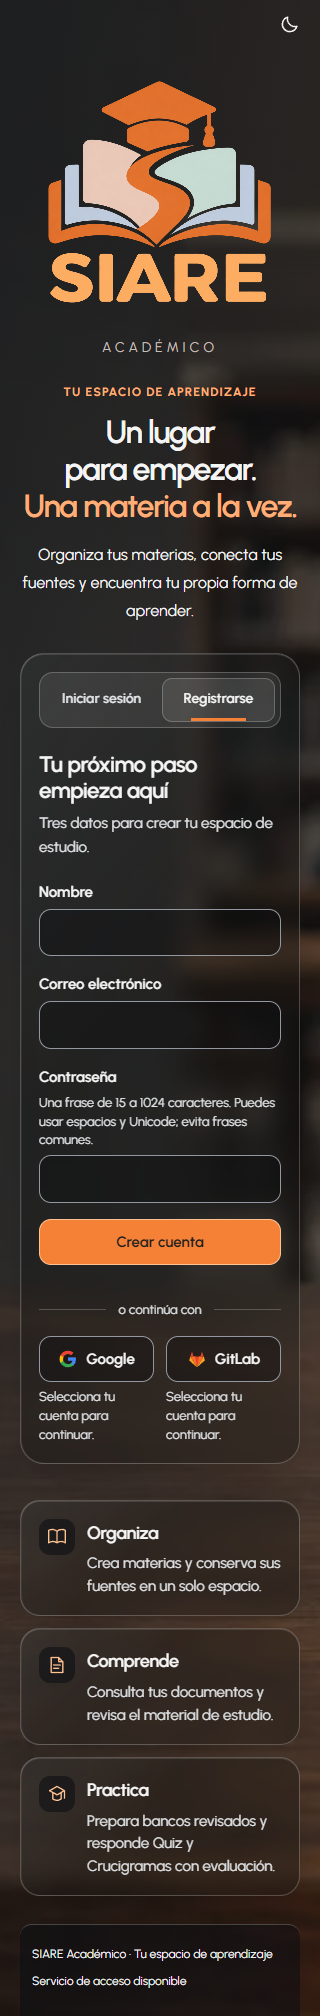 SIARE
ACADÉMICO
TU ESPACIO DE APRENDIZAJE
Un lugar
para empezar.
Una materia a la vez.
Organiza tus materias, conecta tus
fuentes y encuentra tu propia forma de
aprender.
Iniciar sesión
Registrarse
Tu próximo paso
empieza aquí
Tres datos para crear tu espacio de
estudio.
Nombre
Correo electrónico
Contraseña
Una frase de 15 a 1024 caracteres. Puedes
usar espacios y Unicode; evita frases
comunes.
Crear cuenta
o continúa con
Google
GitLab
Selecciona tu
cuenta para
continuar.
Selecciona tu
cuenta para
continuar.
Organiza
Crea materias y conserva sus
fuentes en un solo espacio.
Comprende
Consulta tus documentos y
revisa el material de estudio.
Practica
Prepara bancos revisados y
responde Quiz y
Crucigramas con evaluación.
SIARE Académico · Tu espacio de aprendizaje
Servicio de acceso disponible